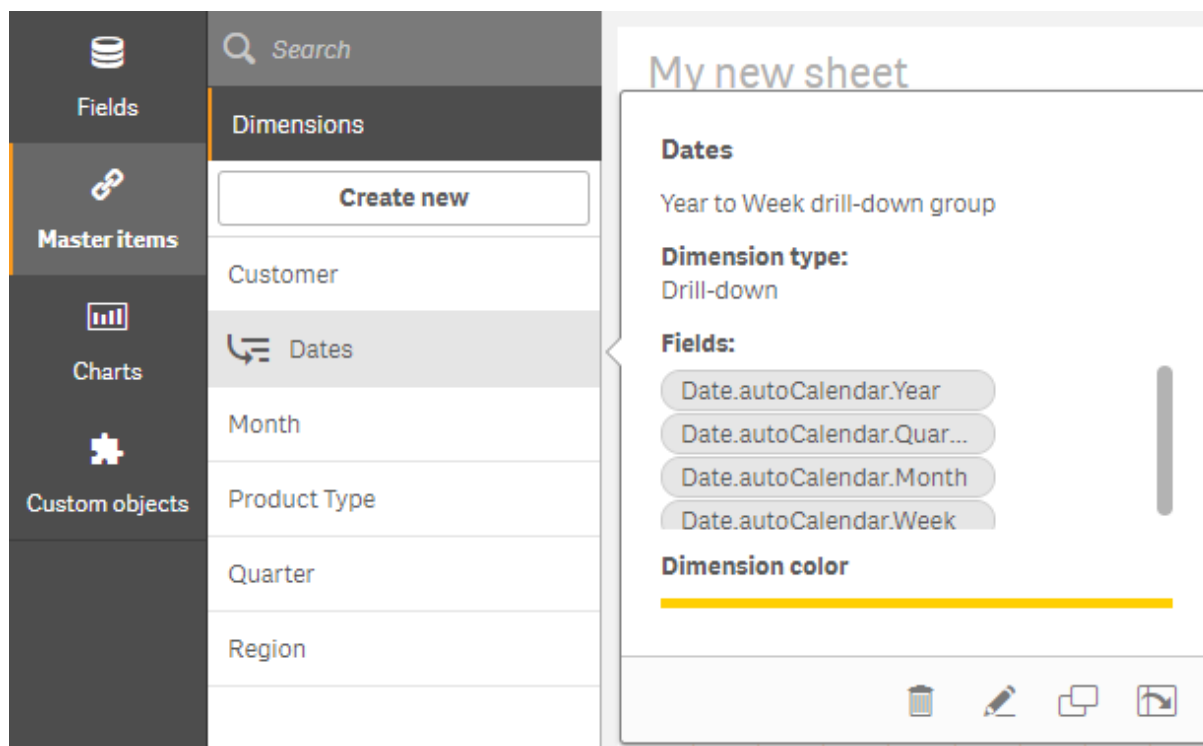 Fields
Master items
Charts
Custom objects
Search
Dimensions
Create new
Customer
Dates
Month
Product Type
Quarter
Region
My new sheet
Dates
Year to Week drill-down group
Dimension type:
Drill-down
Fields:
Date.autoCalendar.Year
Date.autoCalendar.Quar...
Date.autoCalendar.Month
Date.autoCalendar.Week
Dimension color